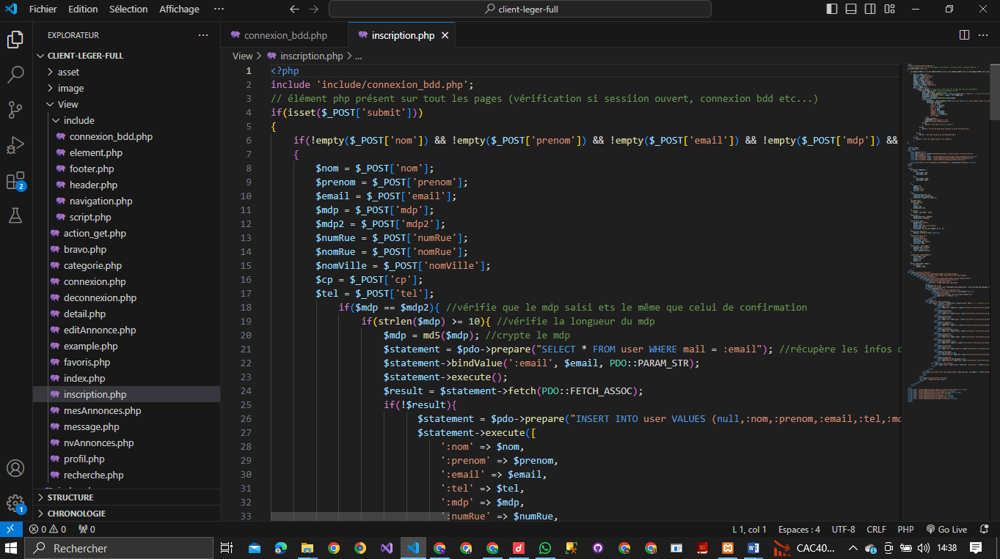 Fichier Edition Sélection Affichage ···
client-leger-full
EXPLORATEUR
CLIENT-LEGER-FULL
asset
image
View
include
connexion_bdd.php
element.php
footer.php
header.php
navigation.php
script.php
action_get.php
bravo.php
categorie.php
connexion.php
deconnexion.php
detail.php
editAnnonce.php
example.php
favoris.php
index.php
inscription.php
mesAnnonces.php
message.php
nvAnnonces.php
profil.php
recherche.php
STRUCTURE
CHRONOLOGIE
2
1
connexion_bdd.php inscription.php
View > inscription.php > ...
1 <?php
2 include 'include/connexion_bdd.php';
3 // élément php présent sur tout les pages (vérification si sessiion ouvert, connexion bdd etc...)
4 if(isset($_POST['submit']))
5 {
6 if(!empty($_POST['nom']) && !empty($_POST['prenom']) && !empty($_POST['email']) && !empty($_POST['mdp']) &&
7 {
8 $nom = $_POST['nom'];
9 $prenom = $_POST['prenom'];
10 $email = $_POST['email'];
11 $mdp = $_POST['mdp'];
12 $mdp2 = $_POST['mdp2'];
13 $numRue = $_POST['numRue'];
14 $nomRue = $_POST['nomRue'];
15 $nomVille = $_POST['nomVille'];
16 $cp = $_POST['cp'];
17 $tel = $_POST['tel'];
18 if($mdp == $mdp2){ //vérifie que le mdp saisi ets le même que celui de confirmation
19 if(strlen($mdp) >= 10){ //vérifie la longueur du mdp
20 $mdp = md5($mdp); //crypte le mdp
21 $statement = $pdo->prepare("SELECT * FROM user WHERE mail = :email"); //récupère les infos
22 $statement->bindValue(':email', $email, PDO::PARAM_STR);
23 $statement->execute();
24 $result = $statement->fetch(PDO::FETCH_ASSOC);
25 if(!$result){
26 $statement = $pdo->prepare("INSERT INTO user VALUES (null,:nom,:prenom,:email,:tel,:md
27 $statement->execute([
28 ':nom' => $nom,
29 ':prenom' => $prenom,
30 ':email' => $email,
31 ':tel' => $tel,
32 ':mdp' => $mdp,
33 ':numRue' => $numRue,
0 0 0 L 1, col 1 Espaces : 4 UTF-8 CRLF PHP Go Live
Rechercher CAC40... 14:38